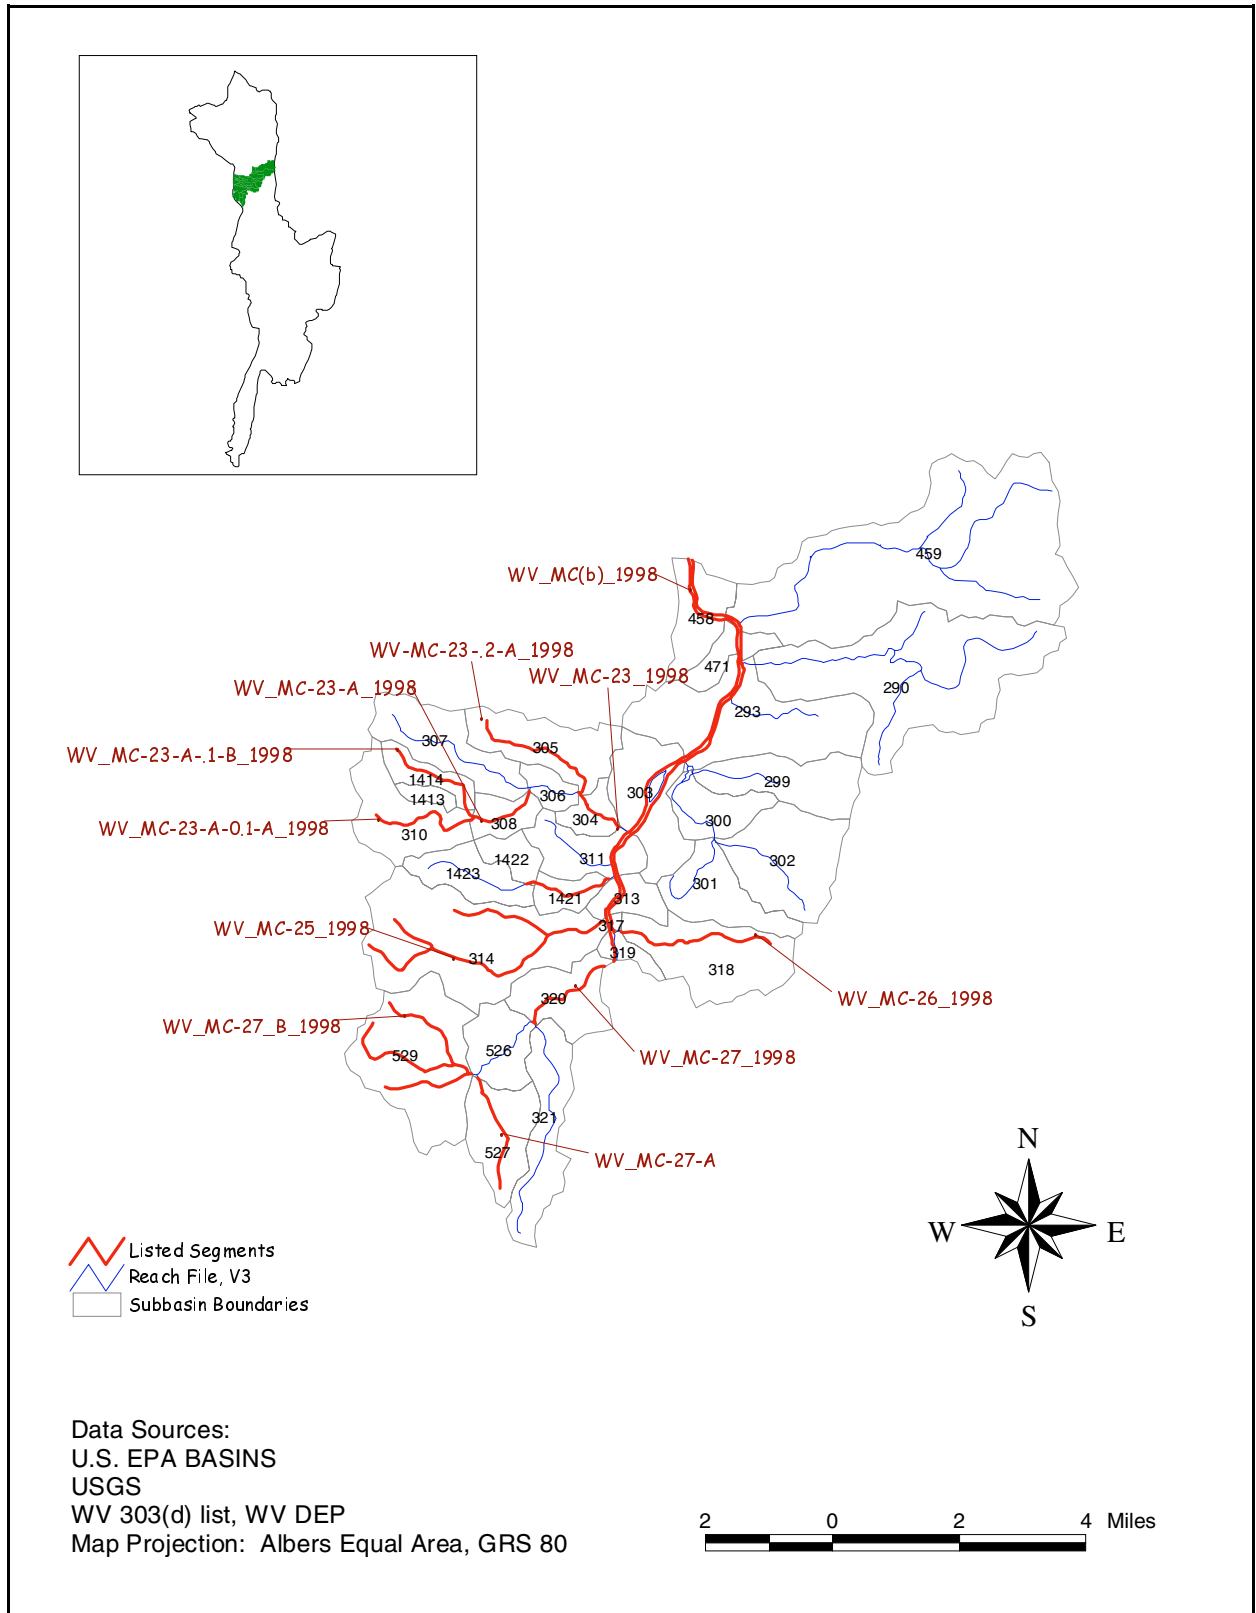 459
WV_MC(b)_1998
458
WV-MC-23-.2-A_1998
471
WV_MC-23_1998
WV_MC-23-A_1998
290
293
307
305
WV_MC-23-A-.1-B_1998
1414
299
303
306
1413
304
300
WV_MC-23-A-0.1-A_1998
308
310
1422
311
302
1423
301
1421
313
317
WV_MC-25_1998
319
314
318
320
WV_MC-26_1998
WV_MC-27_B_1998
526
529
WV_MC-27_1998
321
527
WV_MC-27-A
N
W
E
S
Listed Segments
Reach File, V3
Subbasin Boundaries
Data Sources:
U.S. EPA BASINS
USGS
WV 303(d) list, WV DEP
Map Projection: Albers Equal Area, GRS 80
2 0 2 4 Miles